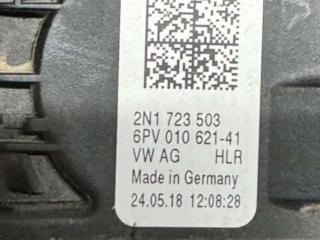 2N1 723 503
6PV 010 621-41
VW AG HLR
Made in Germany
24.05.18 12:08:28